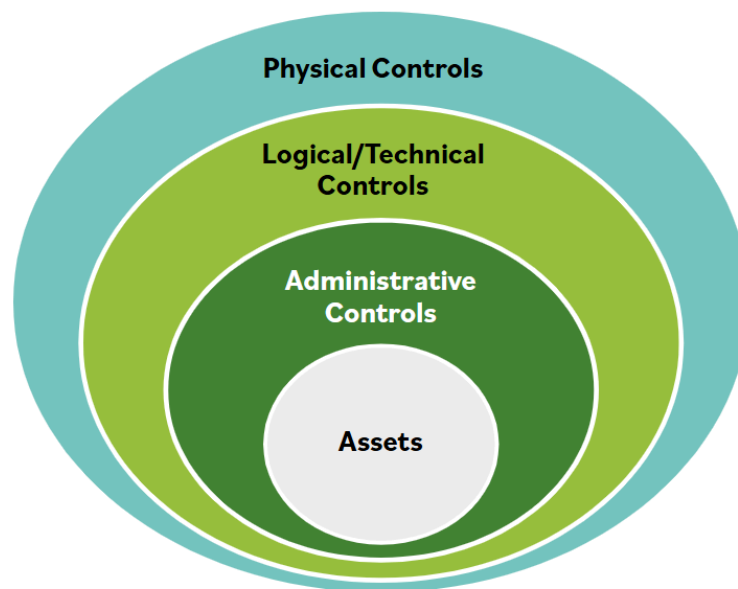 Physical Controls
Logical/Technical
Controls
Administrative
Controls
Assets